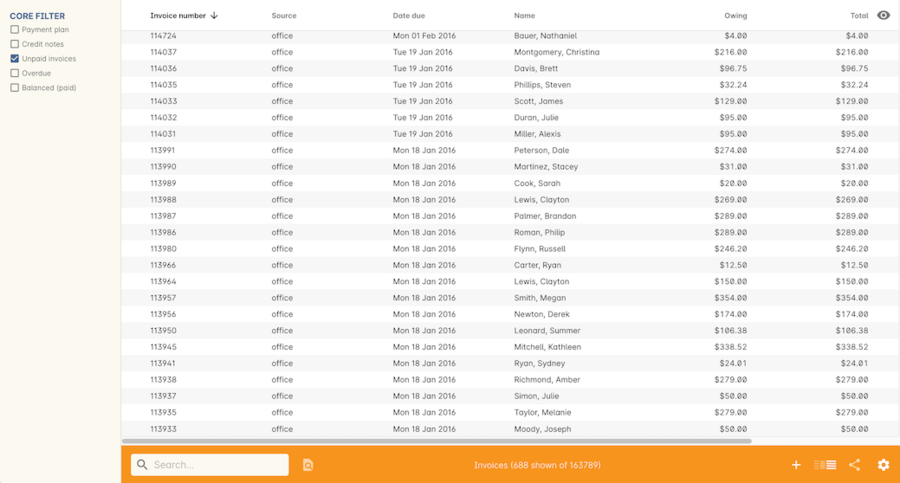 CORE FILTER
Payment plan
Credit notes
Unpaid invoices
Overdue
Balanced (paid)
Invoice number Source Date due Name Owing Total
114724 office Mon 01 Feb 2016 Bauer, Nathaniel $4.00 $4.00
114037 office Tue 19 Jan 2016 Montgomery, Christina $216.00 $216.00
114036 office Tue 19 Jan 2016 Davis, Brett $96.75 $96.75
114035 office Tue 19 Jan 2016 Phillips, Steven $32.24 $32.24
114033 office Tue 19 Jan 2016 Scott, James $129.00 $129.00
114032 office Tue 19 Jan 2016 Duran, Julie $95.00 $95.00
114031 office Tue 19 Jan 2016 Miller, Alexis $95.00 $95.00
113991 office Mon 18 Jan 2016 Peterson, Dale $274.00 $274.00
113990 office Mon 18 Jan 2016 Martinez, Stacey $31.00 $31.00
113989 office Mon 18 Jan 2016 Cook, Sarah $20.00 $20.00
113988 office Mon 18 Jan 2016 Lewis, Clayton $269.00 $269.00
113987 office Mon 18 Jan 2016 Palmer, Brandon $289.00 $289.00
113986 office Mon 18 Jan 2016 Roman, Philip $289.00 $289.00
113980 office Mon 18 Jan 2016 Flynn, Russell $246.20 $246.20
113966 office Mon 18 Jan 2016 Carter, Ryan $12.50 $12.50
113964 office Mon 18 Jan 2016 Lewis, Clayton $150.00 $150.00
113957 office Mon 18 Jan 2016 Smith, Megan $354.00 $354.00
113956 office Mon 18 Jan 2016 Newton, Derek $174.00 $174.00
113950 office Mon 18 Jan 2016 Leonard, Summer $106.38 $106.38
113945 office Mon 18 Jan 2016 Mitchell, Kathleen $338.52 $338.52
113941 office Mon 18 Jan 2016 Ryan, Sydney $24.01 $24.01
113938 office Mon 18 Jan 2016 Richmond, Amber $279.00 $279.00
113937 office Mon 18 Jan 2016 Simon, Julie $50.00 $50.00
113935 office Mon 18 Jan 2016 Taylor, Melanie $279.00 $279.00
113933 office Mon 18 Jan 2016 Moody, Joseph $50.00 $50.00
Search... Invoices (688 shown of 163789)